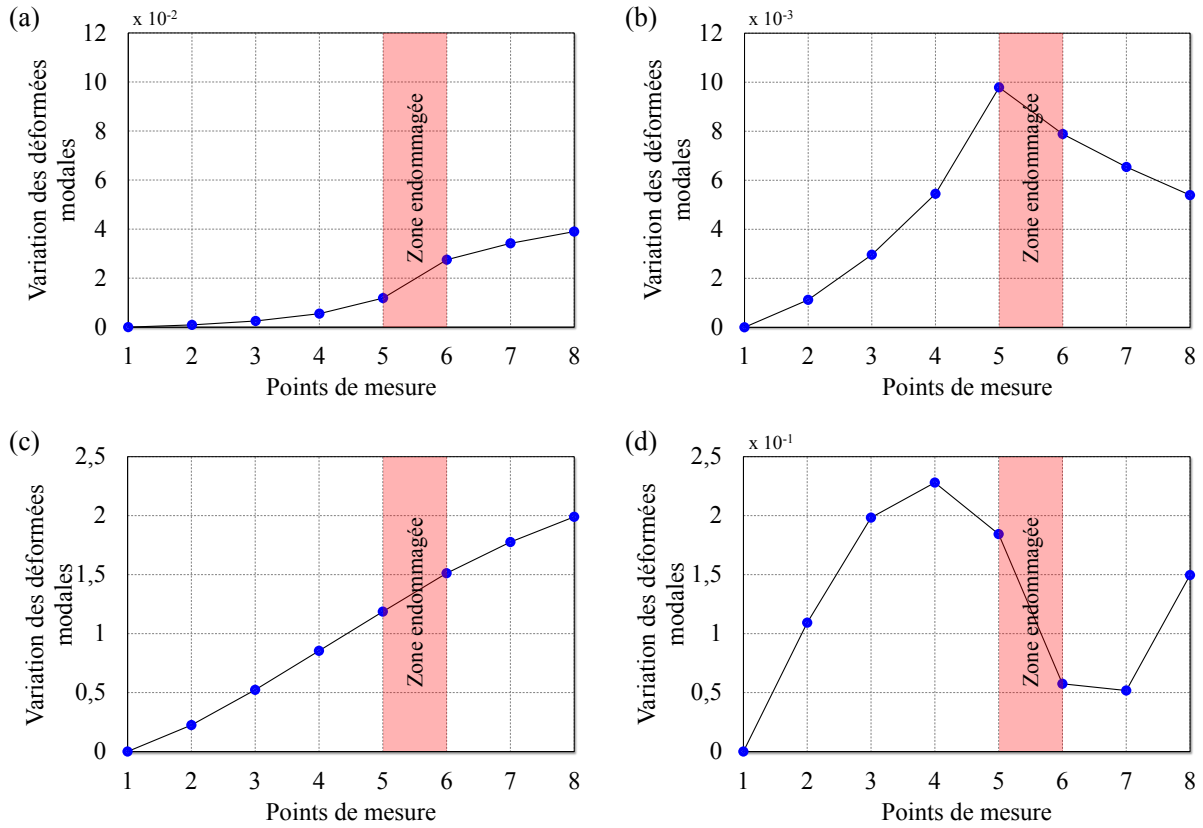 (a)
x 10-2
12
10
8
6
4
2
0
Variation des déformées
modales
Zone endommagée
1 2 3 4 5 6 7 8
Points de mesure
(b)
x 10-3
12
10
8
6
4
2
0
Variation des déformées
modales
Zone endommagée
1 2 3 4 5 6 7 8
Points de mesure
(c)
2,5
2
1,5
1
0,5
0
Variation des déformées
modales
Zone endommagée
1 2 3 4 5 6 7 8
Points de mesure
(d)
x 10-1
2,5
2
1,5
1
0,5
0
Variation des déformées
modales
Zone endommagée
1 2 3 4 5 6 7 8
Points de mesure